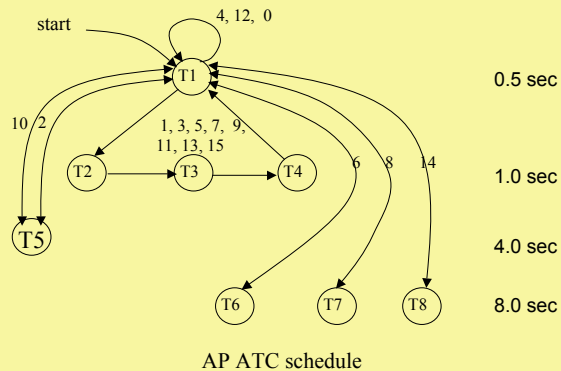 4, 12, 0
start
T1
0.5 sec
10
2
1, 3, 5, 7, 9,
11, 13, 15
6
8
14
T2
T3
T4
1.0 sec
T5
4.0 sec
T6
T7
T8
8.0 sec
AP ATC schedule